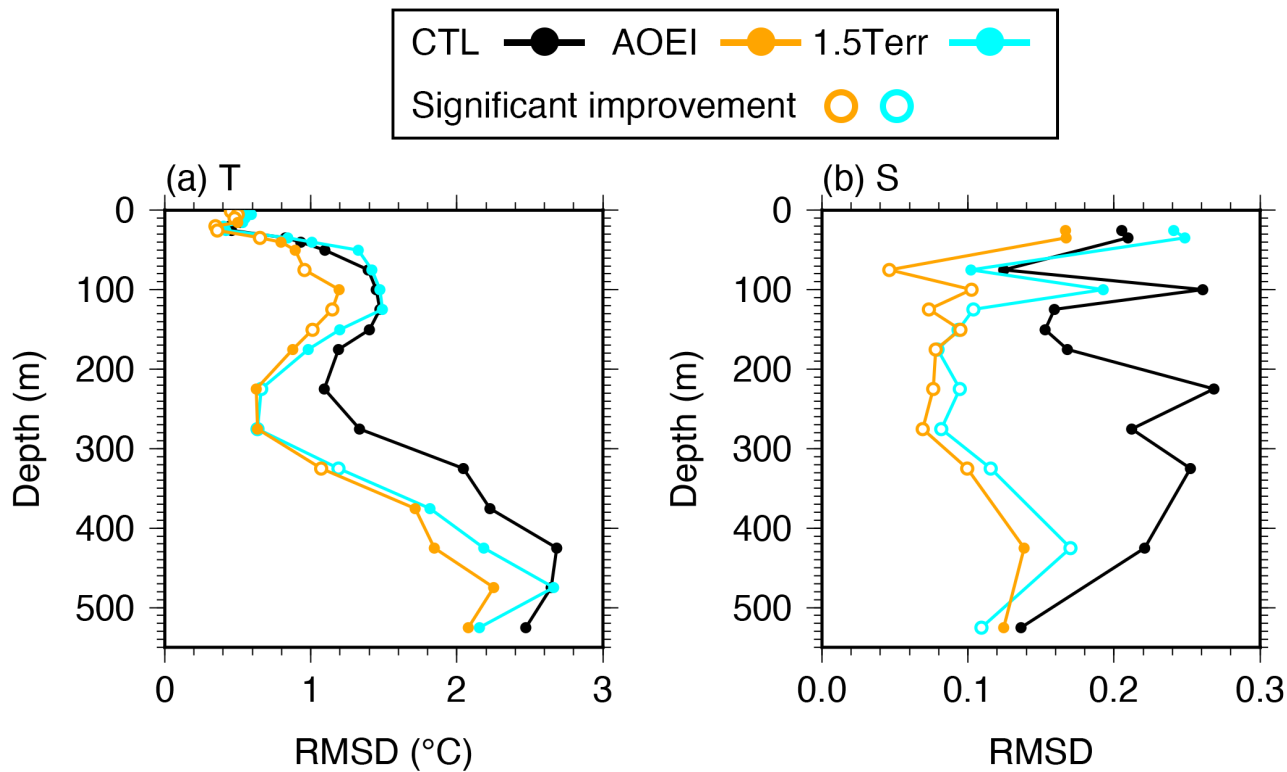 CTL AOEI 1.5Terr
Significant improvement
(a) T
(b) S
0
100
200
300
400
500
Depth (m)
0 1 2 3
RMSD (°C)
0
100
200
300
400
500
Depth (m)
0.0 0.1 0.2 0.3
RMSD